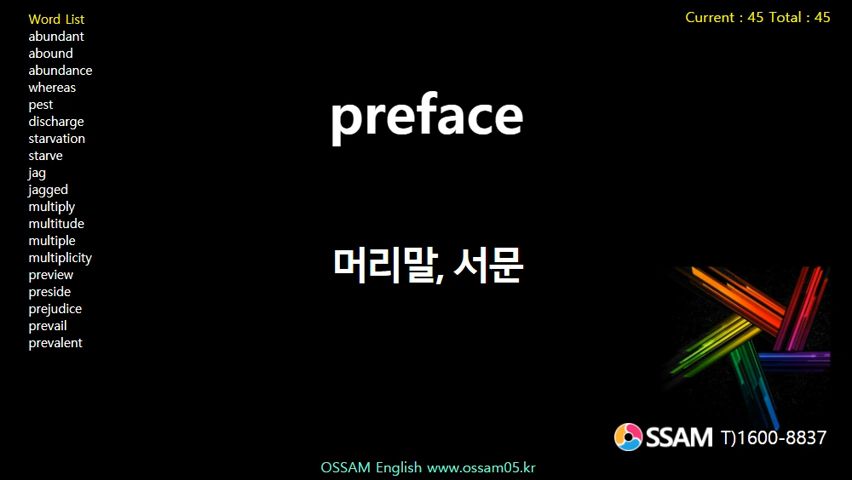 Word List
abundant
abound
abundance
whereas
pest
discharge
starvation
starve
jag
jagged
multiply
multitude
multiple
multiplicity
preview
preside
prejudice
prevail
prevalent
Current : 45 Total : 45
preface
머리말, 서문
OSSAM T)1600-8837
OSSAM English www.ossam05.kr